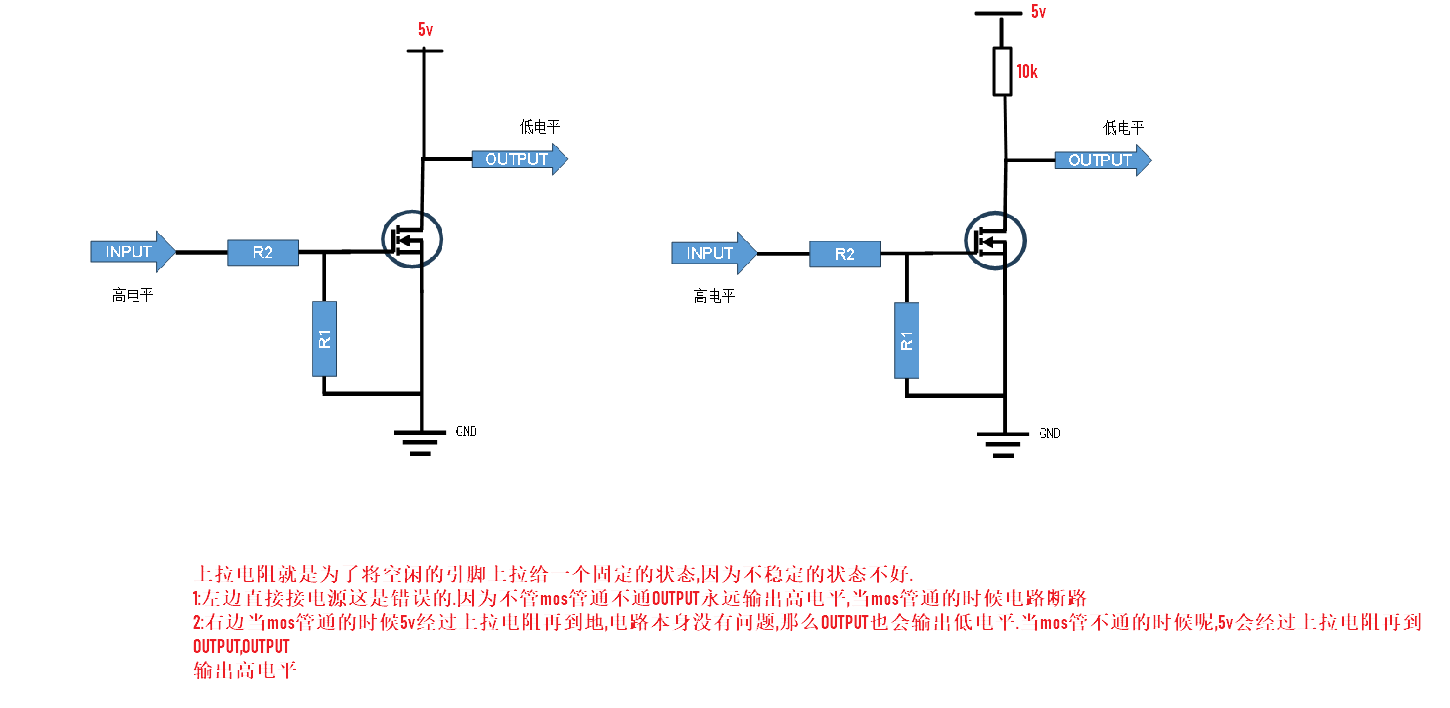 5v
5v
10k
低电平
低电平
OUTPUT
OUTPUT
INPUT
R2
INPUT
R2
高电平
高电平
R1
R1
GND
GND
上拉电阻就是为了将空闲的引脚上拉给一个固定的状态,因为不稳定的状态不好.
1:左边直接接电源这是错误的.因为不管mos管通不通OUTPUT永远输出高电平,当mos管通的时候电路断路
2:右边当mos管通的时候5v经过上拉电阻再到地,电路本身没有问题,那么OUTPUT也会输出低电平.当mos管不通的时候呢,5v会经过上拉电阻再到
OUTPUT,OUTPUT
输出高电平